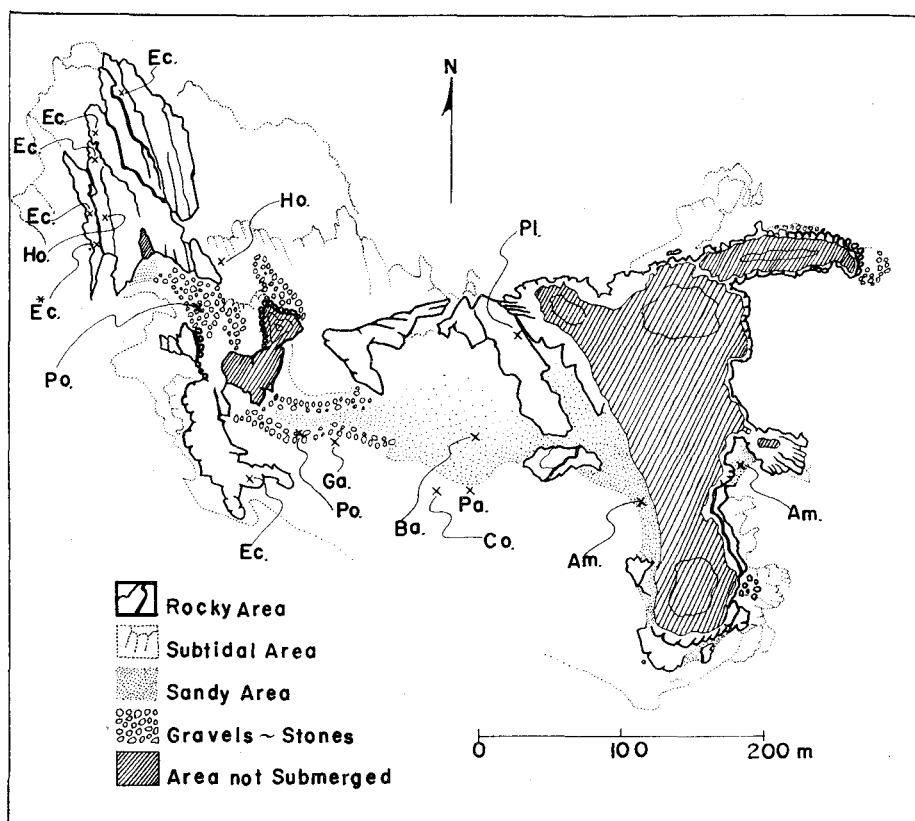 Ec.
N
Ec.
Ec.
Ec.
Ho.
Ho.
Pl.
Ec*
Po.
Ga.
Po.
Ba.
Pa.
Co.
Am.
Am.
Ec.
Rocky Area
Subtidal Area
Sandy Area
Gravels ~ Stones
Area not Submerged
0 100 200 m